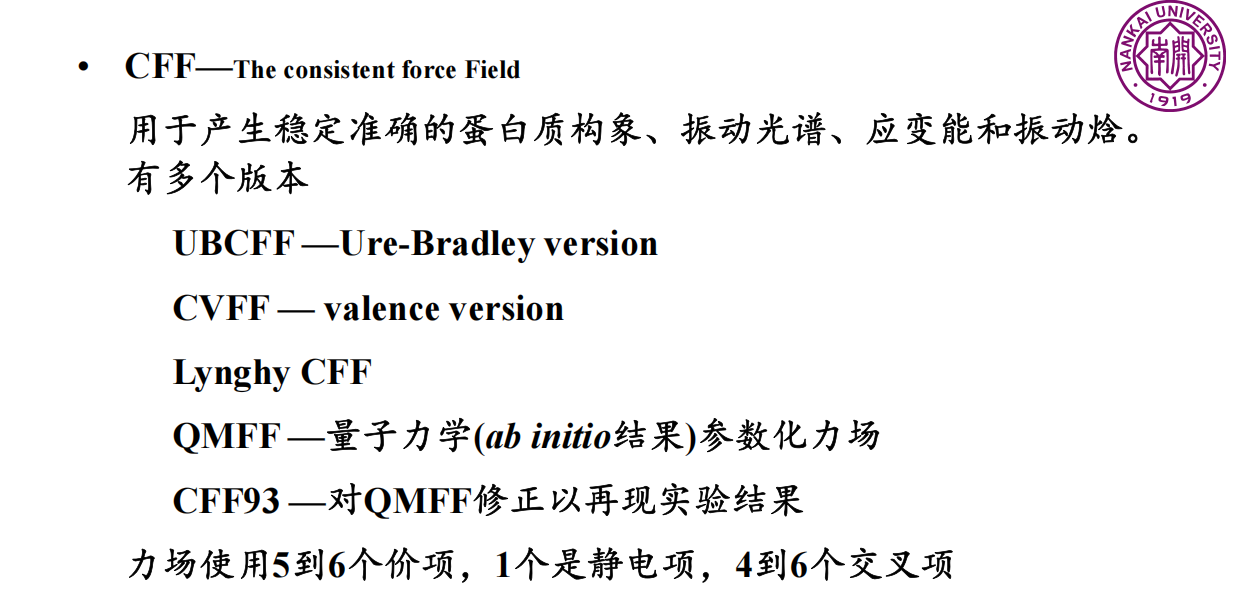 NANKAI UNIVERSITY
南開
1919
• CFF—The consistent force Field
用于产生稳定准确的蛋白质构象、振动光谱、应变能和振动焓。
有多个版本
UBCFF —Ure-Bradley version
CVFF — valence version
Lynghy CFF
QMFF —量子力学(ab initio结果)参数化力场
CFF93 —对QMFF修正以再现实验结果
力场使用5到6个价项，1个是静电项，4到6个交叉项